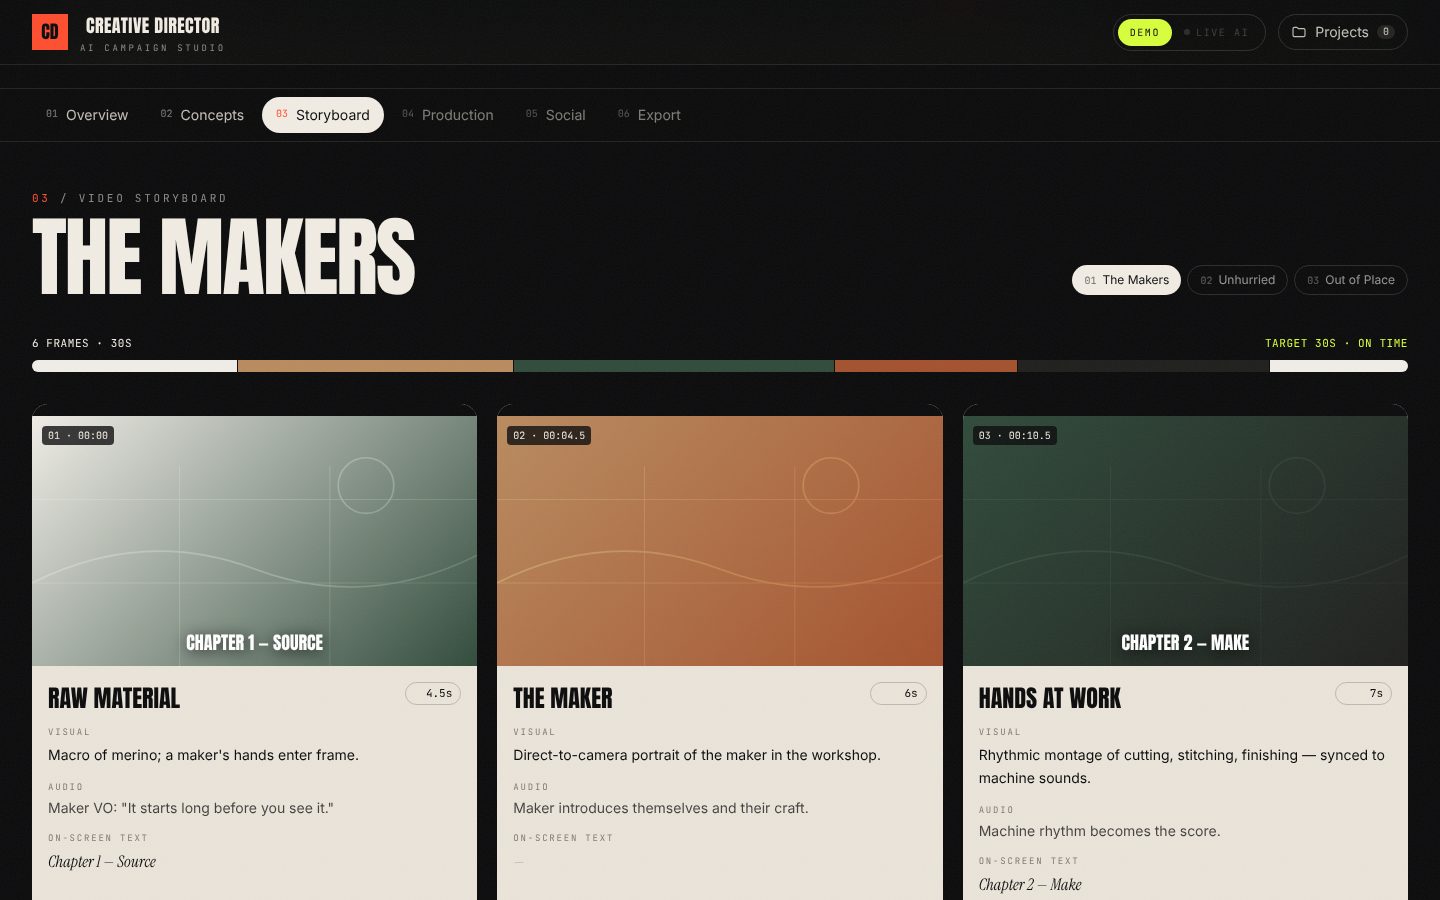 CD
CREATIVE DIRECTOR
AI CAMPAIGN STUDIO
DEMO
LIVE AI
Projects 0
01 Overview
02 Concepts
03 Storyboard
04 Production
05 Social
06 Export
03 / VIDEO STORYBOARD
THE MAKERS
01 The Makers
02 Unhurried
03 Out of Place
6 FRAMES · 30S
TARGET 30S · ON TIME
01 · 00:00
CHAPTER 1 – SOURCE
RAW MATERIAL
4.5s
VISUAL
Macro of merino; a maker's hands enter frame.
AUDIO
Maker VO: "It starts long before you see it."
ON-SCREEN TEXT
Chapter 1 – Source
02 · 00:04.5
THE MAKER
6s
VISUAL
Direct-to-camera portrait of the maker in the workshop.
AUDIO
Maker introduces themselves and their craft.
ON-SCREEN TEXT
—
03 · 00:10.5
CHAPTER 2 – MAKE
HANDS AT WORK
7s
VISUAL
Rhythmic montage of cutting, stitching, finishing — synced to
machine sounds.
AUDIO
Machine rhythm becomes the score.
ON-SCREEN TEXT
Chapter 2 – Make